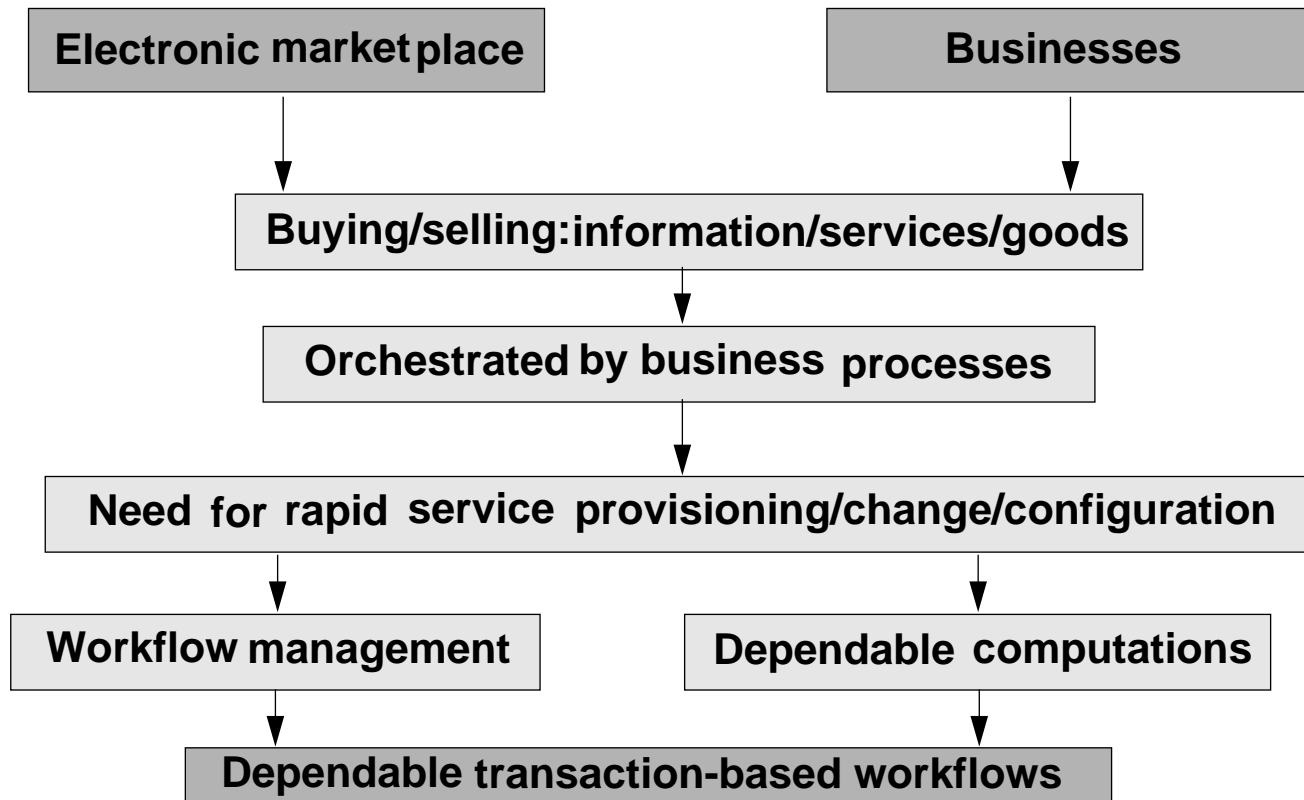 Electronic market place
Businesses
Buying/selling:information/services/goods
Orchestrated by business processes
Need for rapid service provisioning/change/configuration
Workflow management
Dependable computations
Dependable transaction-based workflows